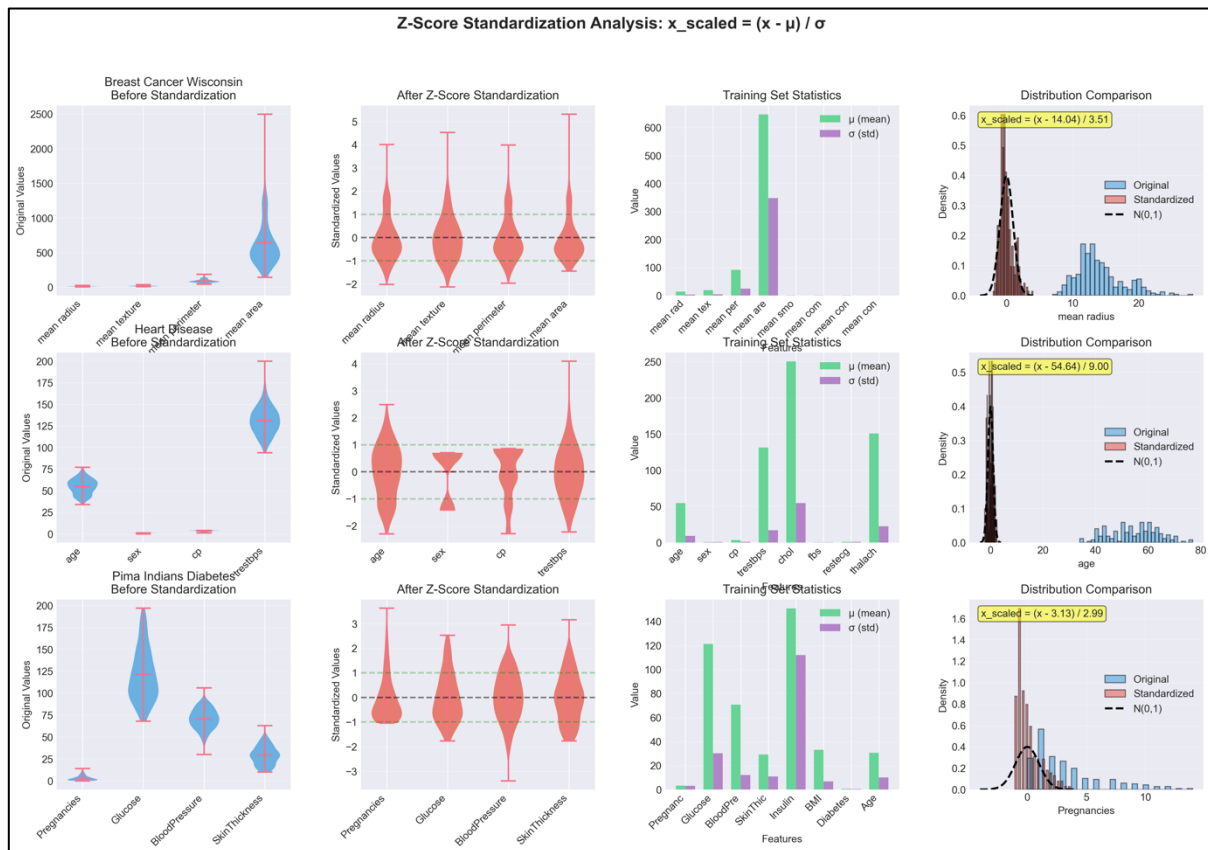 Z-Score Standardization Analysis: x_scaled = (x - μ) / σ
Breast Cancer Wisconsin
Before Standardization
Original Values
2500
2000
1500
1000
500
0
mean radius
mean texture
mean perimeter
mean area
After Z-Score Standardization
Standardized Values
5
4
3
2
1
0
−1
−2
mean radius
mean texture
mean perimeter
mean area
Training Set Statistics
Value
600
500
400
300
200
100
0
μ (mean)
σ (std)
mean rad
mean tex
mean per
mean are
mean smo
mean com
mean con
mean con
Features
Distribution Comparison
Density
0.6
0.5
0.4
0.3
0.2
0.1
0.0
x_scaled = (x - 14.04) / 3.51
Original
Standardized
N(0,1)
0
10
20
mean radius
Heart Disease
Before Standardization
Original Values
200
175
150
125
100
75
50
25
0
age
sex
cp
trestbps
After Z-Score Standardization
Standardized Values
4
3
2
1
0
−1
−2
age
sex
cp
trestbps
Training Set Statistics
Value
250
200
150
100
50
0
μ (mean)
σ (std)
age
sex
cp
trestbps
chol
fbs
restecg
thalach
Features
Distribution Comparison
Density
0.5
0.4
0.3
0.2
0.1
0.0
x_scaled = (x - 54.64) / 9.00
Original
Standardized
N(0,1)
0
20
40
60
80
age
Pima Indians Diabetes
Before Standardization
Original Values
200
175
150
125
100
75
50
25
0
Pregnancies
Glucose
BloodPressure
SkinThickness
After Z-Score Standardization
Standardized Values
3
2
1
0
−1
−2
−3
Pregnancies
Glucose
BloodPressure
SkinThickness
Training Set Statistics
Value
140
120
100
80
60
40
20
0
μ (mean)
σ (std)
Pregnanc
Glucose
BloodPre
SkinThic
Insulin
BMI
Diabetes
Age
Features
Distribution Comparison
Density
1.6
1.4
1.2
1.0
0.8
0.6
0.4
0.2
0.0
x_scaled = (x - 3.13) / 2.99
Original
Standardized
N(0,1)
0
5
10
Pregnancies